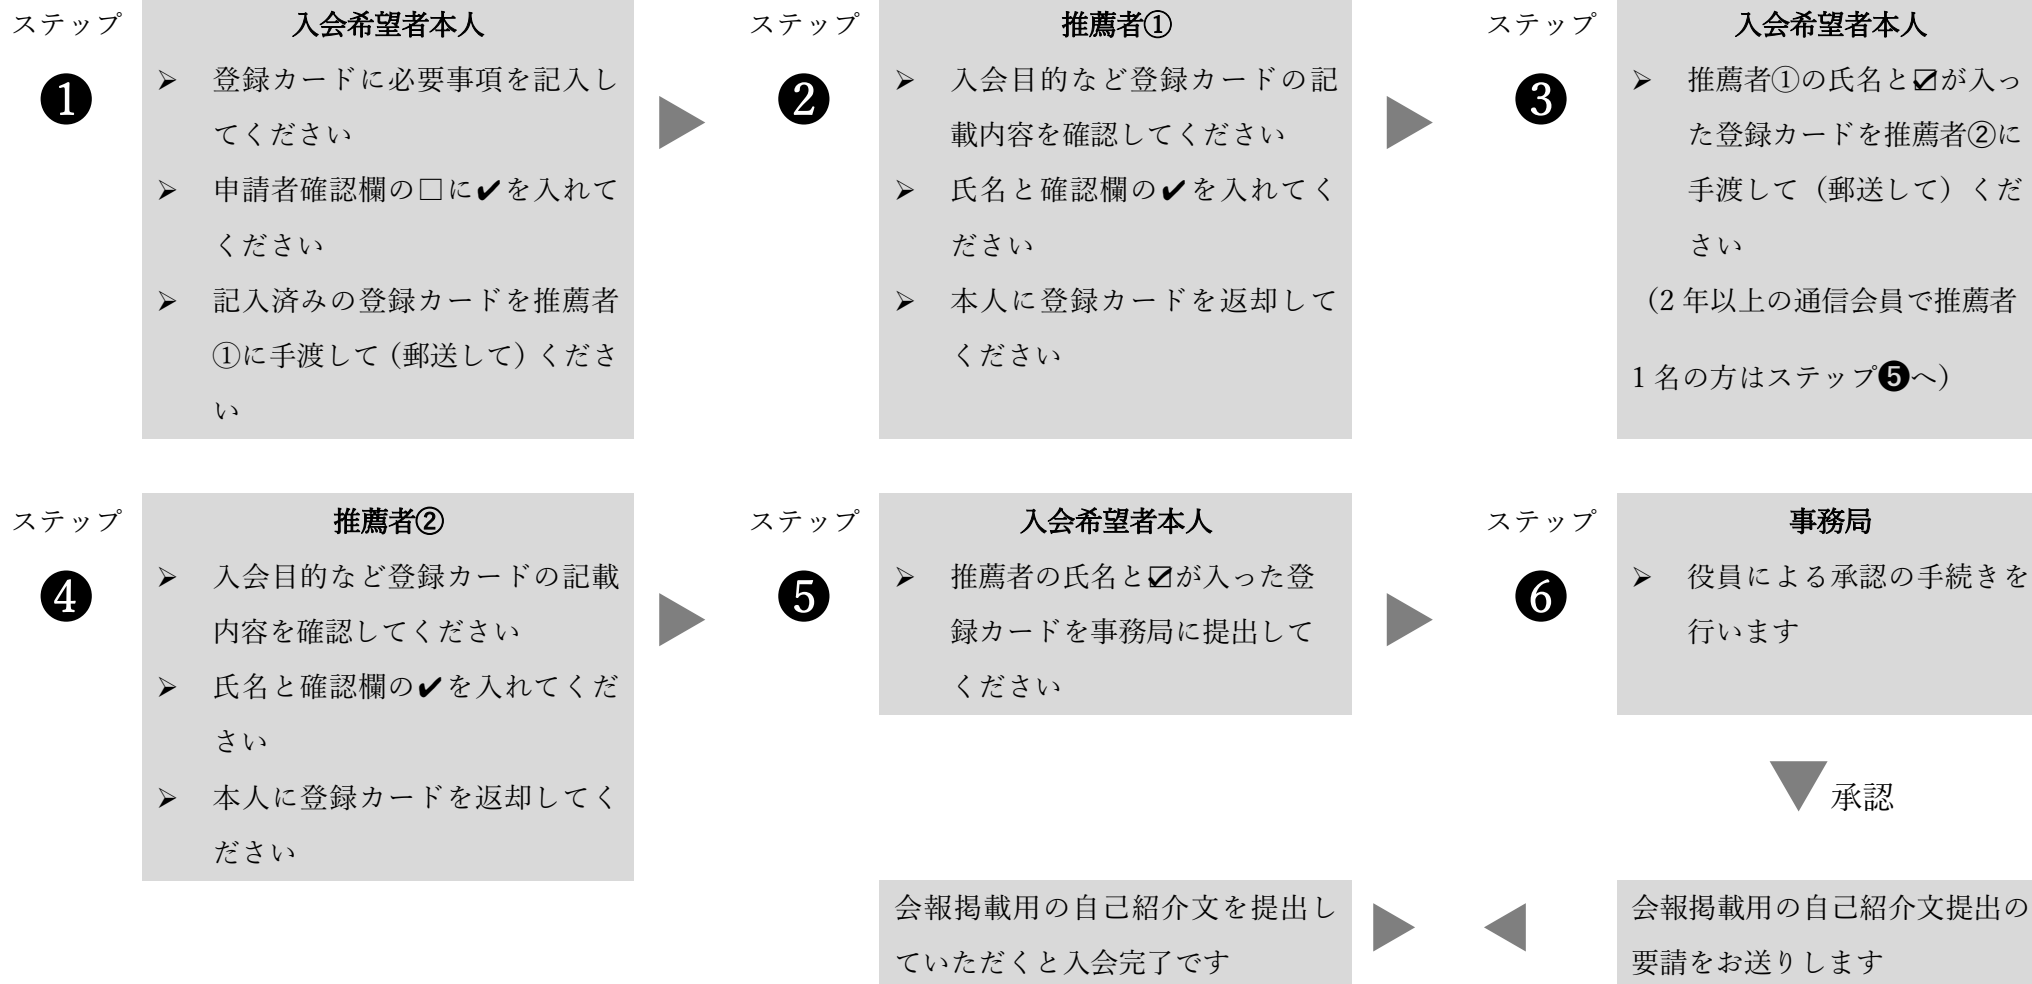 ステップ
❶
入会希望者本人
➢ 登録カードに必要事項を記入し
てください
➢ 申請者確認欄の□に✔を入れて
ください
➢ 記入済みの登録カードを推薦者
①に手渡して（郵送して）くださ
い
ステップ
❷
推薦者①
➢ 入会目的など登録カードの記
載内容を確認してください
➢ 氏名と確認欄の✔を入れてく
ださい
➢ 本人に登録カードを返却して
ください
ステップ
❸
入会希望者本人
➢ 推薦者①の氏名と☑が入っ
た登録カードを推薦者②に
手渡して（郵送して）くだ
さい
（2 年以上の通信会員で推薦者
1 名の方はステップ❺へ）
ステップ
❹
推薦者②
➢ 入会目的など登録カードの記載
内容を確認してください
➢ 氏名と確認欄の✔を入れてくだ
さい
➢ 本人に登録カードを返却してく
ださい
ステップ
❺
入会希望者本人
➢ 推薦者の氏名と☑が入った登
録カードを事務局に提出して
ください
ステップ
❻
事務局
➢ 役員による承認の手続きを
行います
承認
会報掲載用の自己紹介文提出の
要請をお送りします
会報掲載用の自己紹介文を提出し
ていただくと入会完了です